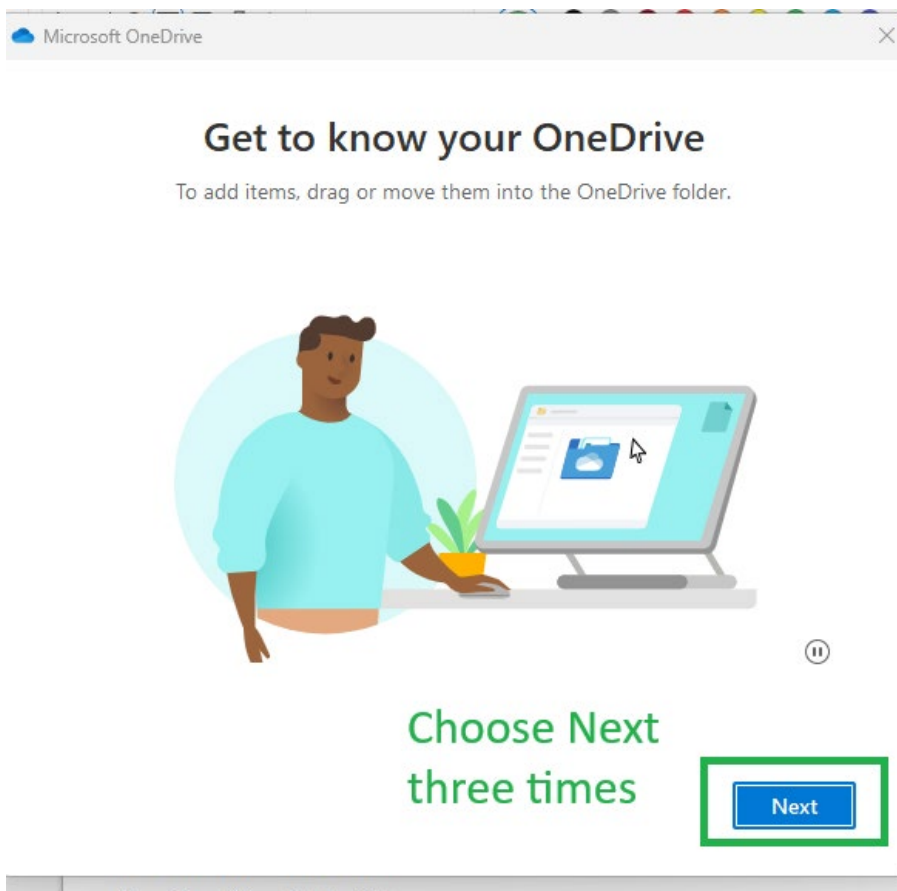 Microsoft OneDrive
Get to know your OneDrive
To add items, drag or move them into the OneDrive folder.
Choose Next
three times
Next